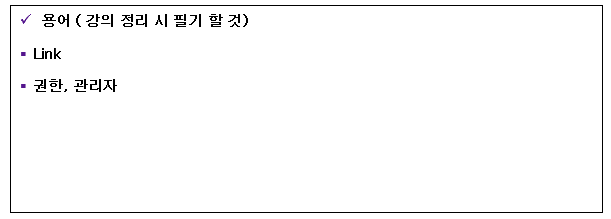 ✓ 용어 ( 강의 정리 시 필기 할 것)
▪ Link
▪ 권한, 관리자